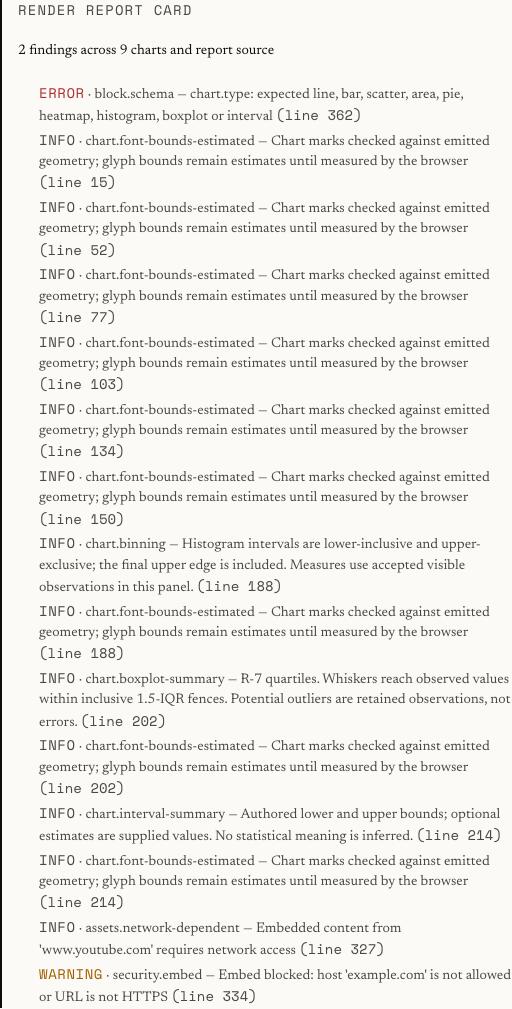 RENDER REPORT CARD
2 findings across 9 charts and report source
ERROR · block.schema — chart.type: expected line, bar, scatter, area, pie,
heatmap, histogram, boxplot or interval (line 362)
INFO · chart.font-bounds-estimated — Chart marks checked against emitted
geometry; glyph bounds remain estimates until measured by the browser
(line 15)
INFO · chart.font-bounds-estimated — Chart marks checked against emitted
geometry; glyph bounds remain estimates until measured by the browser
(line 52)
INFO · chart.font-bounds-estimated — Chart marks checked against emitted
geometry; glyph bounds remain estimates until measured by the browser
(line 77)
INFO · chart.font-bounds-estimated — Chart marks checked against emitted
geometry; glyph bounds remain estimates until measured by the browser
(line 103)
INFO · chart.font-bounds-estimated — Chart marks checked against emitted
geometry; glyph bounds remain estimates until measured by the browser
(line 134)
INFO · chart.font-bounds-estimated — Chart marks checked against emitted
geometry; glyph bounds remain estimates until measured by the browser
(line 150)
INFO · chart.binning — Histogram intervals are lower-inclusive and upper-
exclusive; the final upper edge is included. Measures use accepted visible
observations in this panel. (line 188)
INFO · chart.font-bounds-estimated — Chart marks checked against emitted
geometry; glyph bounds remain estimates until measured by the browser
(line 188)
INFO · chart.boxplot-summary — R-7 quartiles. Whiskers reach observed values
within inclusive 1.5-IQR fences. Potential outliers are retained observations, not
errors. (line 202)
INFO · chart.font-bounds-estimated — Chart marks checked against emitted
geometry; glyph bounds remain estimates until measured by the browser
(line 202)
INFO · chart.interval-summary — Authored lower and upper bounds; optional
estimates are supplied values. No statistical meaning is inferred. (line 214)
INFO · chart.font-bounds-estimated — Chart marks checked against emitted
geometry; glyph bounds remain estimates until measured by the browser
(line 214)
INFO · assets.network-dependent — Embedded content from
'www.youtube.com' requires network access (line 327)
WARNING · security.embed — Embed blocked: host 'example.com' is not allowed
or URL is not HTTPS (line 334)